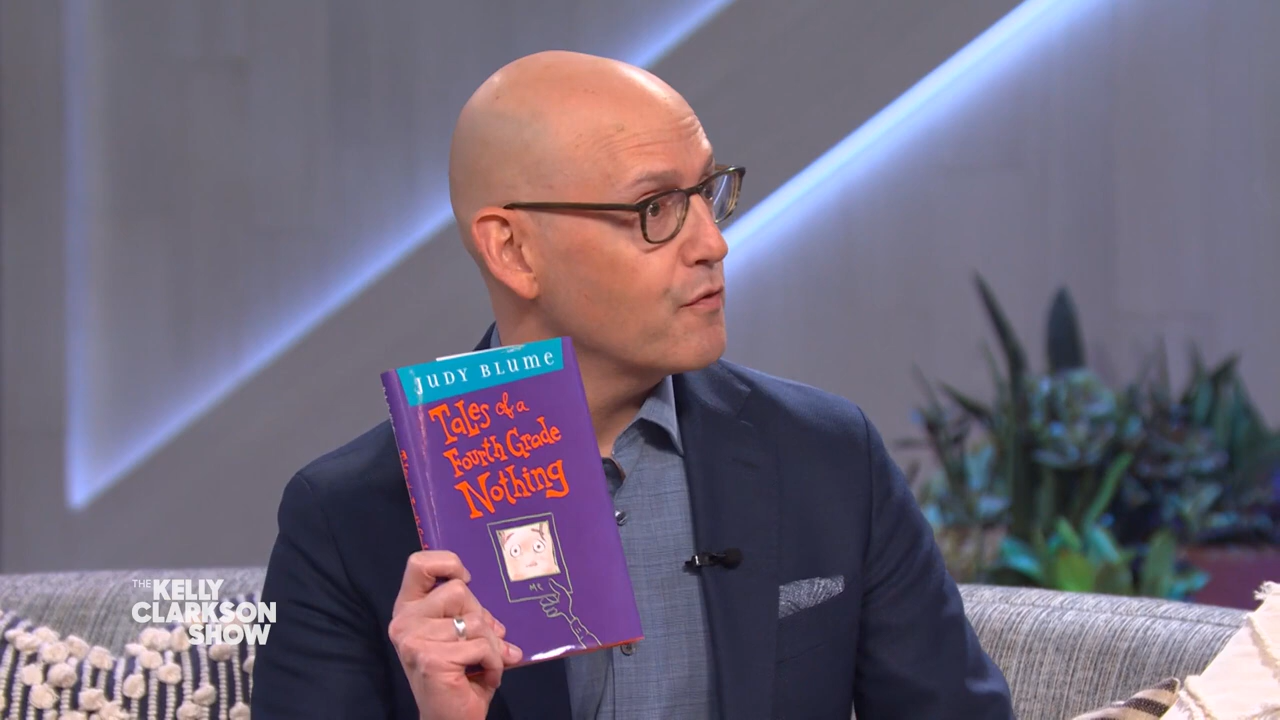 JUDY BLUME
Tales of a
Fourth Grade
Nothing
ME
THE
KELLY
CLARKSON
SHOW